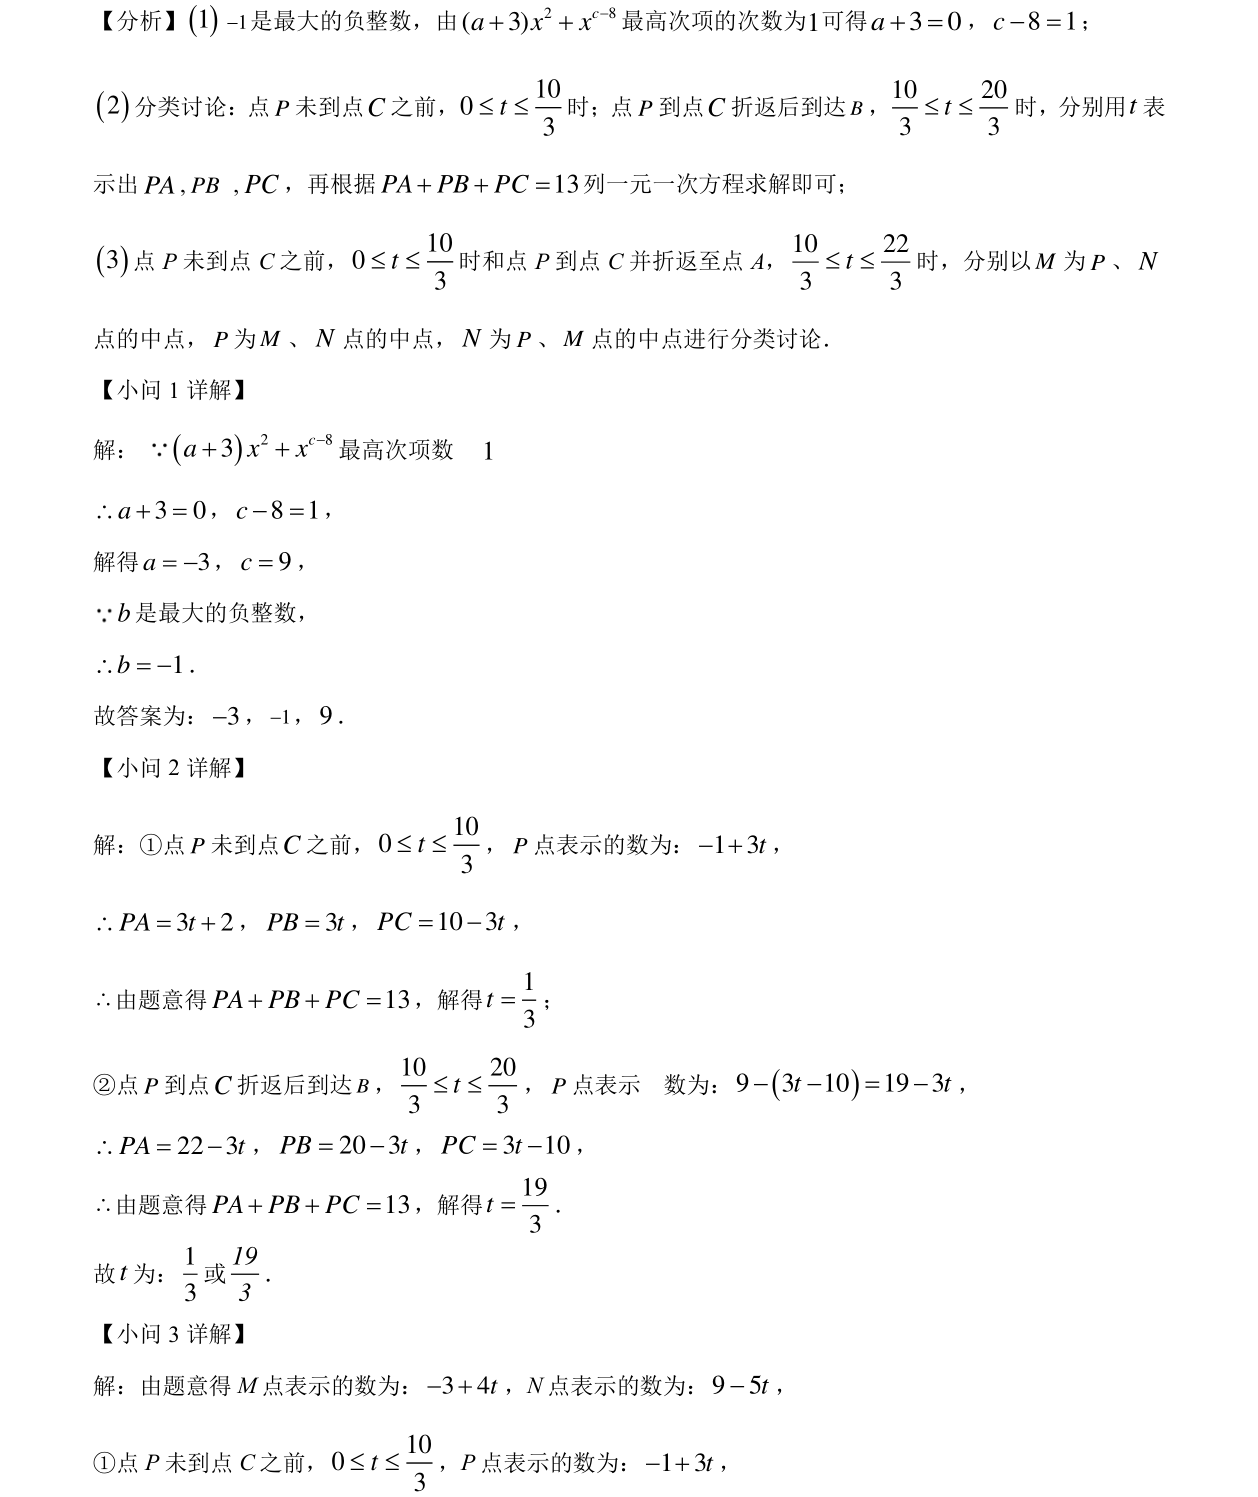 【分析】(1) −1是最大的负整数，由(a+3)x²+x^{c−8}最高次项的次数为1可得a+3=0，c−8=1；
(2)分类讨论：点P未到点C之前，0≤t≤10/3时；点P到点C折返后到达B，10/3≤t≤20/3时，分别用t表
示出PA,PB ,PC，再根据PA+PB+PC=13列一元一次方程求解即可；
(3)点P未到点C之前，0≤t≤10/3时和点P到点C并折返至点A，10/3≤t≤22/3时，分别以M为P、N
点的中点，P为M、N点的中点，N为P、M点的中点进行分类讨论．
【小问1详解】
解： ∵(a+3)x²+x^{c−8}最高次项数 1
∴a+3=0，c−8=1，
解得a=−3，c=9，
∵b是最大的负整数，
∴b=−1．
故答案为：−3，−1，9．
【小问2详解】
解：①点P未到点C之前，0≤t≤10/3，P点表示的数为：−1+3t，
∴PA=3t+2，PB=3t，PC=10−3t，
∴由题意得PA+PB+PC=13，解得t=1/3；
②点P到点C折返后到达B，10/3≤t≤20/3，P点表示 数为：9−(3t−10)=19−3t，
∴PA=22−3t，PB=20−3t，PC=3t−10，
∴由题意得PA+PB+PC=13，解得t=19/3．
故t为：1/3或19/3．
【小问3详解】
解：由题意得M点表示的数为：−3+4t，N点表示的数为：9−5t，
①点P未到点C之前，0≤t≤10/3，P点表示的数为：−1+3t，